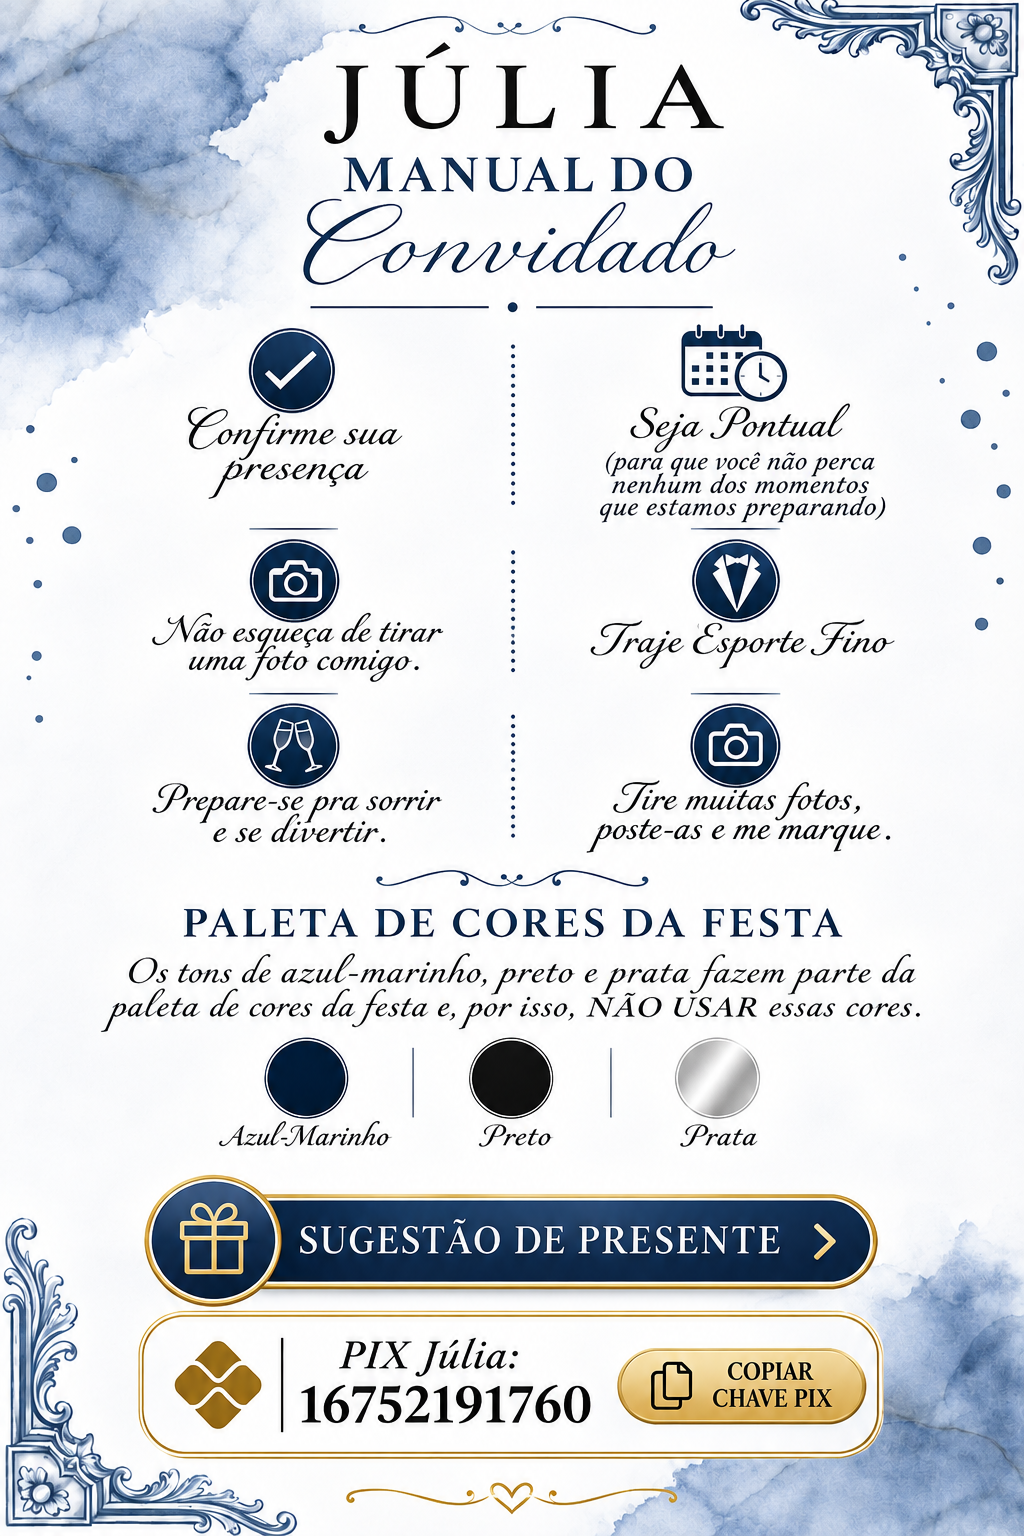 JÚLIA
MANUAL DO
Convidado
Confirme sua
presença
Seja Pontual
(para que você não perca
nenhum dos momentos
que estamos preparando)
Não esqueça de tirar
uma foto comigo.
Traje Esporte Fino
Prepare-se pra sorrir
e se divertir.
Tire muitas fotos,
poste-as e me marque.
PALETA DE CORES DA FESTA
Os tons de azul-marinho, preto e prata fazem parte da
paleta de cores da festa e, por isso, NÃO USAR essas cores.
Azul-Marinho
Preto
Prata
SUGESTÃO DE PRESENTE
PIX Júlia:
16752191760
COPIAR
CHAVE PIX